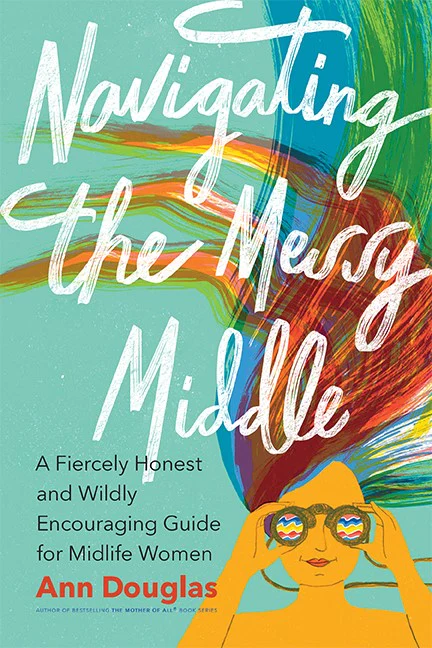 Navigating
the Messy
Middle
A Fiercely Honest
and Wildly
Encouraging Guide
for Midlife Women
Ann Douglas
AUTHOR OF BESTSELLING THE MOTHER OF ALL® BOOK SERIES